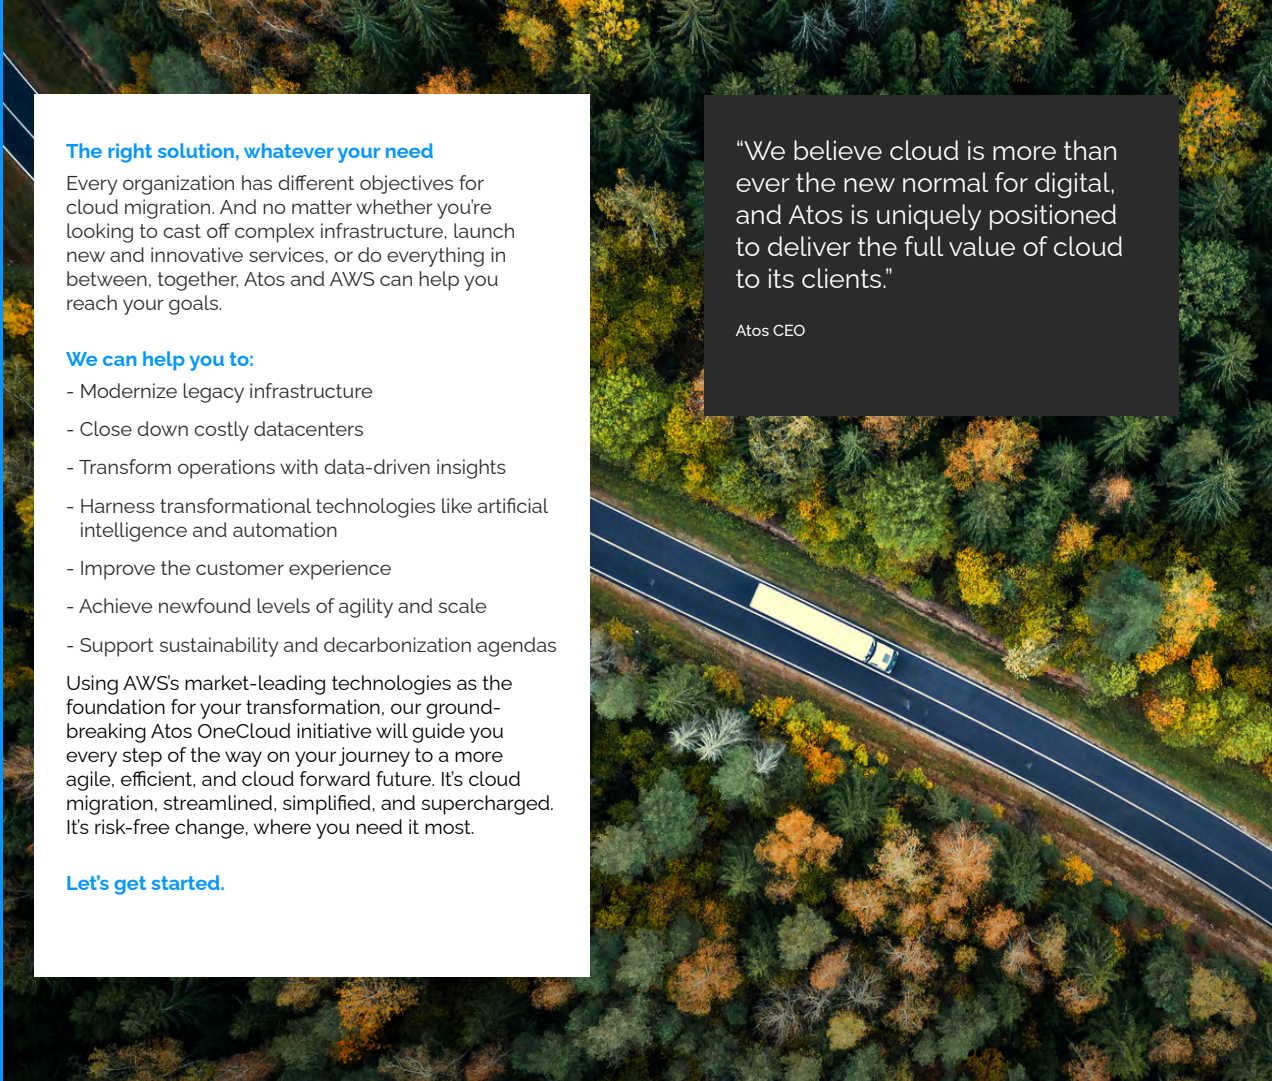 The right solution, whatever your need
Every organization has different objectives for
cloud migration. And no matter whether you’re
looking to cast off complex infrastructure, launch
new and innovative services, or do everything in
between, together, Atos and AWS can help you
reach your goals.
We can help you to:
- Modernize legacy infrastructure
- Close down costly datacenters
- Transform operations with data-driven insights
- Harness transformational technologies like artificial
intelligence and automation
- Improve the customer experience
- Achieve newfound levels of agility and scale
- Support sustainability and decarbonization agendas
Using AWS’s market-leading technologies as the
foundation for your transformation, our ground-
breaking Atos OneCloud initiative will guide you
every step of the way on your journey to a more
agile, efficient, and cloud forward future. It’s cloud
migration, streamlined, simplified, and supercharged.
It’s risk-free change, where you need it most.
Let’s get started.
“We believe cloud is more than
ever the new normal for digital,
and Atos is uniquely positioned
to deliver the full value of cloud
to its clients.”
Atos CEO